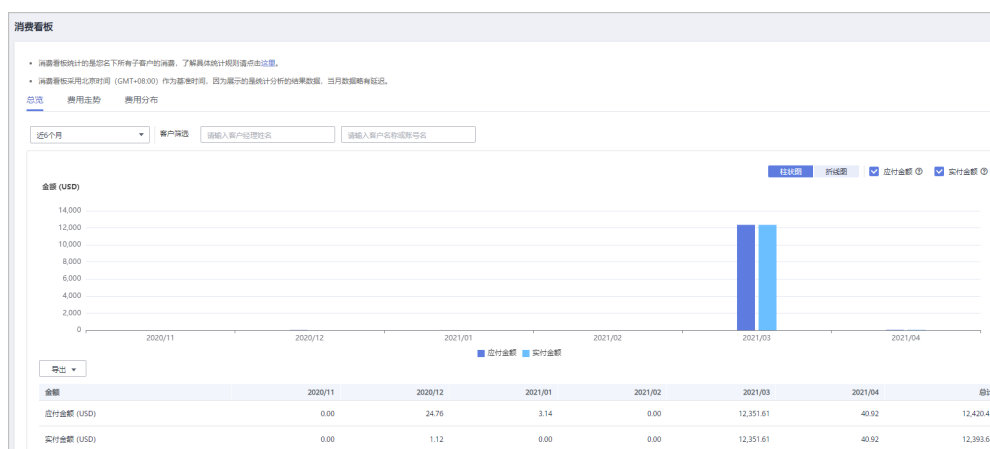 消费看板
• 消费看板统计的是您名下所有子客户的消费，了解具体统计规则请点击这里。
• 消费看板采用北京时间（GMT+08:00）作为基准时间，因为展示的是统计分析的结果数据，当月数据略有延迟。
总览 费用走势 费用分布
近6个月 客户筛选 请输入客户经理姓名 请输入客户名称或账号名
柱状图 折线图 应付金额 实付金额
金额 (USD)
14,000
12,000
10,000
8,000
6,000
4,000
2,000
0
2020/11 2020/12 2021/01 2021/02 2021/03 2021/04
应付金额 实付金额
导出
金额 2020/11 2020/12 2021/01 2021/02 2021/03 2021/04
应付金额 (USD) 0.00 24.76 3.14 0.00 12,351.61 40.92 12,420.4
实付金额 (USD) 0.00 1.12 0.00 0.00 12,351.61 40.92 12,393.6